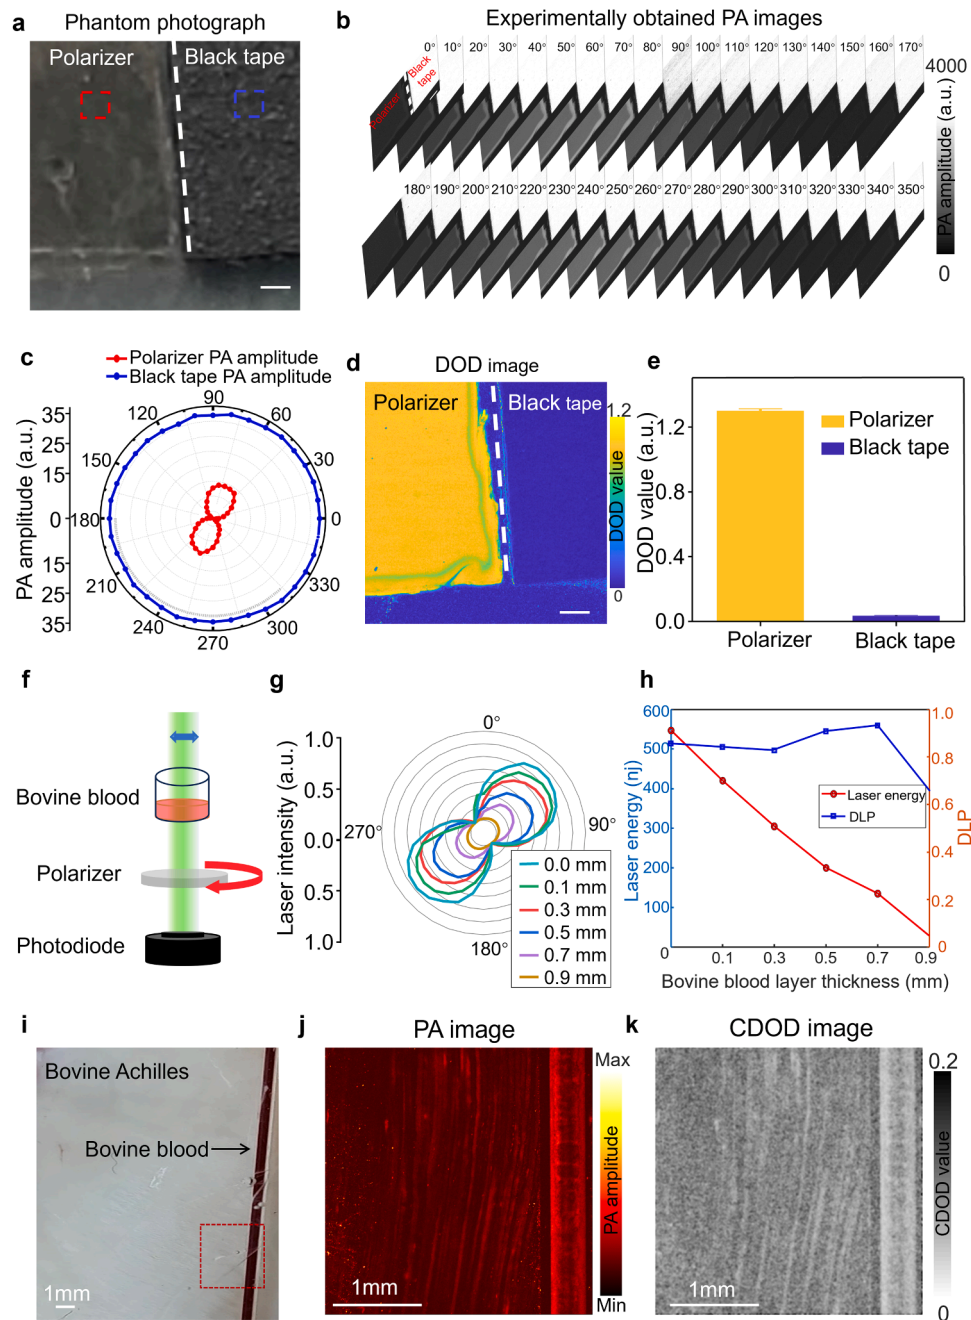 a
Phantom photograph
Polarizer
Black tape
b
Experimentally obtained PA images
0° 10° 20° 30° 40° 50° 60° 70° 80° 90° 100° 110° 120° 130° 140° 150° 160° 170°
Polarizer
Black tape
180° 190° 200° 210° 220° 230° 240° 250° 260° 270° 280° 290° 300° 310° 320° 330° 340° 350°
4000
PA amplitude (a.u.)
0
c
Polarizer PA amplitude
Black tape PA amplitude
PA amplitude (a.u.)
35
25
15
0
15
25
35
90
60
30
0
330
300
270
240
210
180
150
120
d
DOD image
Polarizer
Black tape
1.2
DOD value
0
e
DOD value (a.u.)
1.2
0.8
0.4
0.0
Polarizer
Black tape
Polarizer
Black tape
f
Bovine blood
Polarizer
Photodiode
g
Laser intensity (a.u.)
1.0
0.5
0.0
0.5
1.0
0°
90°
180°
270°
0.0 mm
0.1 mm
0.3 mm
0.5 mm
0.7 mm
0.9 mm
h
Laser energy (nj)
600
500
400
300
200
100
0
0.1
0.3
0.5
0.7
0.9
Bovine blood layer thickness (mm)
Laser energy
DLP
1.0
0.8
0.6
0.4
0.2
0
DLP
i
Bovine Achilles
Bovine blood
1mm
j
PA image
1mm
Max
PA amplitude
Min
k
CDOD image
1mm
0.2
CDOD value
0